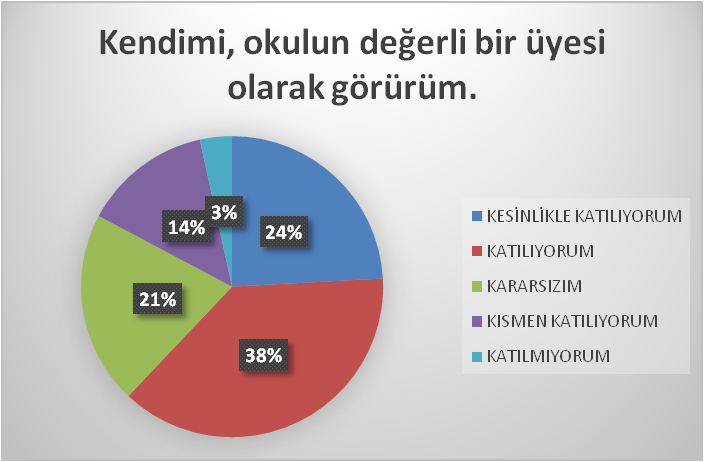 Kendimi, okulun değerli bir üyesi
olarak görürüm.
3%
14%
24%
21%
38%
KESİNLİKLE KATILIYORUM
KATILIYORUM
KARARSIZIM
KISMEN KATILIYORUM
KATILMIYORUM